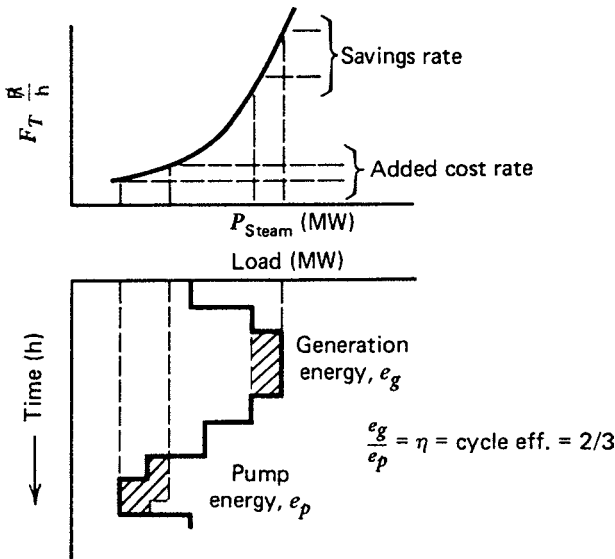 Savings rate
F_T ꞦR/h
Added cost rate
P_Steam (MW)
Load (MW)
Time (h)
Generation
energy, e_g
e_g/e_p = η = cycle eff. = 2/3
Pump
energy, e_p